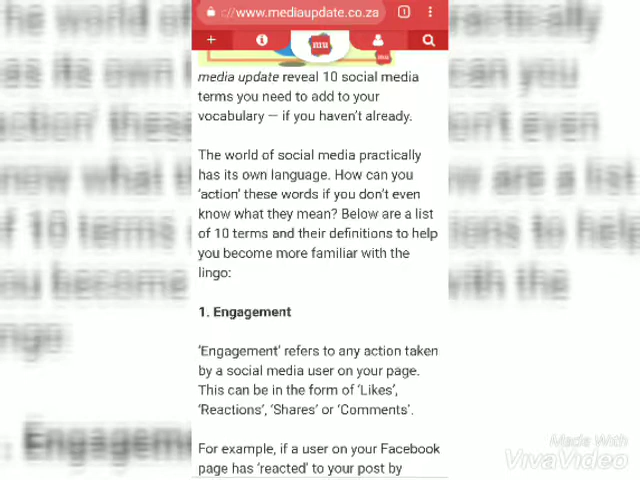 ://www.mediaupdate.co.za
1
mu
mu
media update reveal 10 social media
terms you need to add to your
vocabulary — if you haven't already.
The world of social media practically
has its own language. How can you
'action' these words if you don't even
know what they mean? Below are a list
of 10 terms and their definitions to help
you become more familiar with the
lingo:
1. Engagement
'Engagement' refers to any action taken
by a social media user on your page.
This can be in the form of 'Likes',
'Reactions', 'Shares' or 'Comments'.
For example, if a user on your Facebook
page has 'reacted' to your post by
Made With
VivaVideo